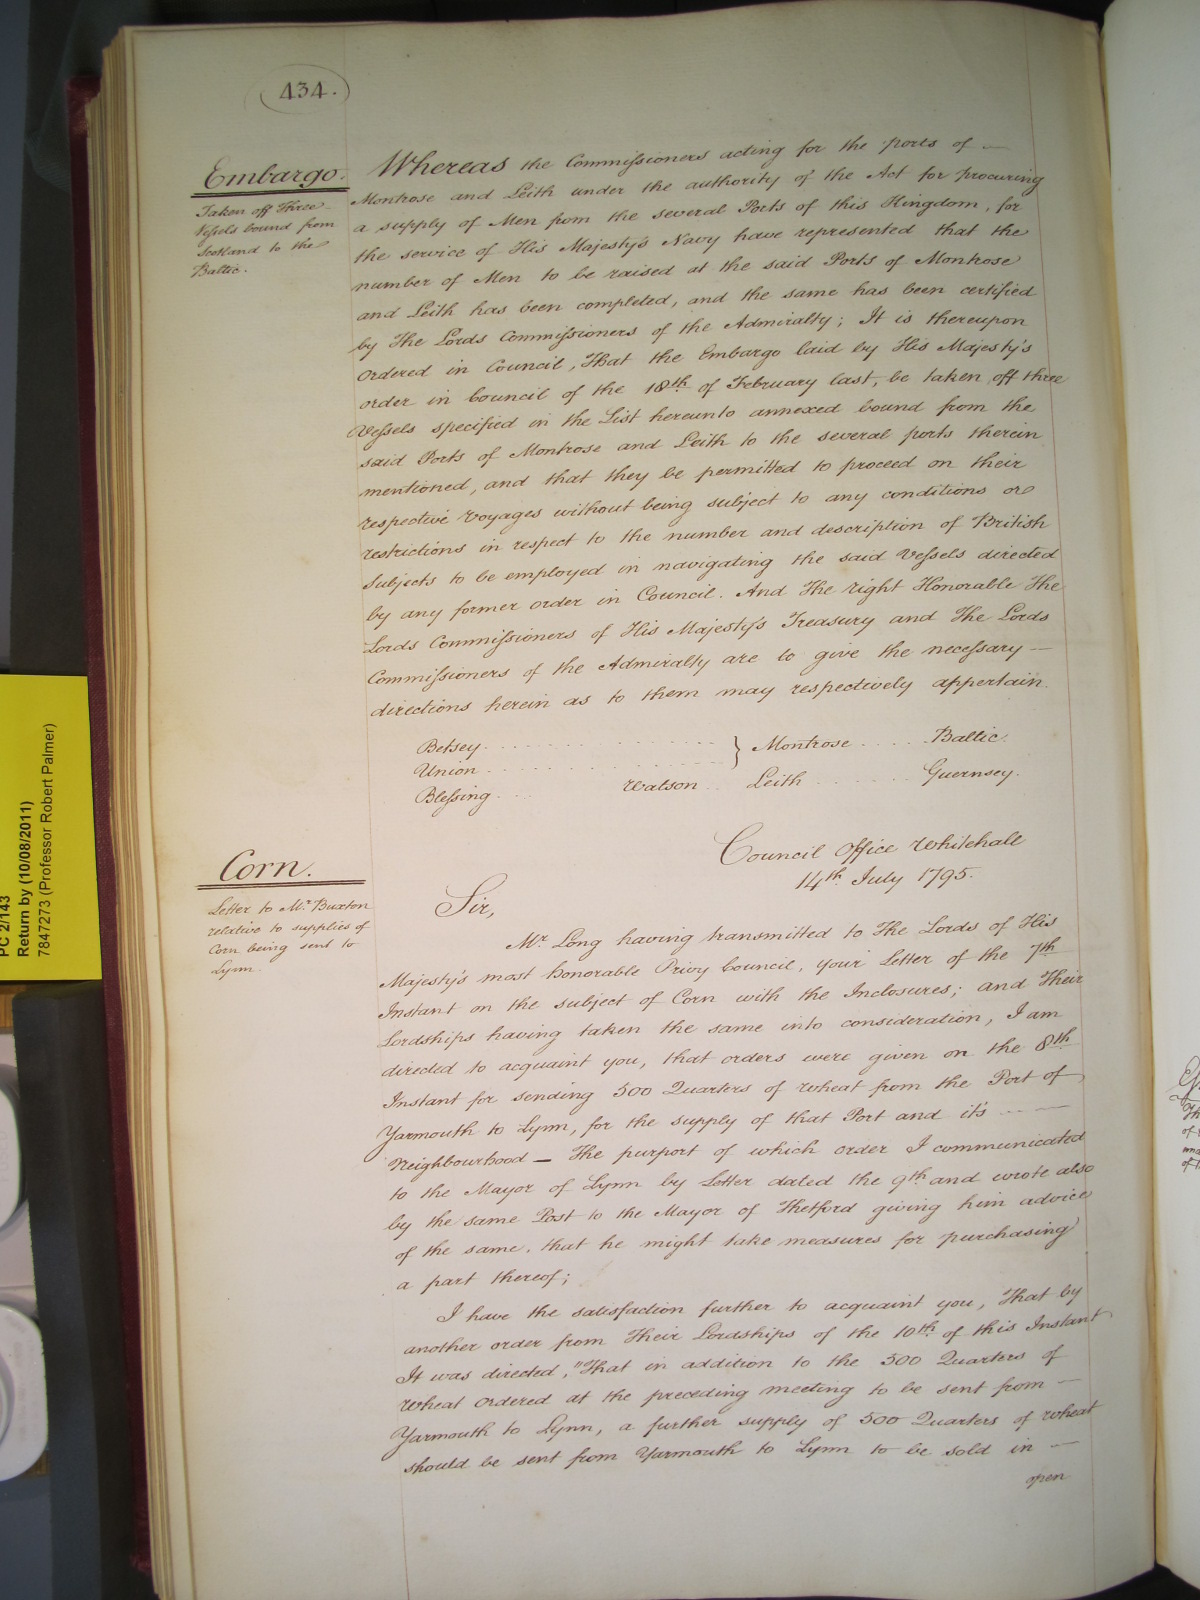 434.
Embargo.
Taken off Three
Vessels bound from
Scotland to the
Baltic.
Whereas the Commissioners acting for the ports of —
Montrose and Leith under the authority of the Act for procuring
a supply of Men from the several Ports of this Kingdom, for
the service of His Majesty's Navy have represented that the
number of Men to be raised at the said Ports of Montrose
and Leith has been completed, and the same has been certified
by The Lords Commissioners of the Admiralty; It is thereupon
ordered in Council, That the Embargo laid by His Majesty's
order in Council of the 18th of February last, be taken off three
Vessels specified in the List hereunto annexed bound from the
said Ports of Montrose and Leith to the several ports therein
mentioned, and that they be permitted to proceed on their
respective Voyages without being subject to any conditions or
restrictions in respect to the number and description of British
Subjects to be employed in navigating the said Vessels directed
by any former order in Council. And The right Honorable The
Lords Commissioners of His Majesty's Treasury and The Lords
Commissioners of the Admiralty are to give the necessary —
directions herein as to them may respectively appertain.
Betsey . . . } Montrose . . . Baltic.
Union . . .
Blessing . . . Watson . . Leith . . . Guernsey.
Council Office Whitehall
14th July 1795.
Corn.
Letter to Mr Buxton
relative to supplies of
Corn being sent to
Lynn.
Sir,
Mr Long having transmitted to The Lords of His
Majesty's most honorable Privy Council, your Letter of the 7th
Instant on the subject of Corn with the Inclosures; and Their
Lordships having taken the same into consideration, I am
directed to acquaint you, that orders were given on the 8th
Instant for sending 500 Quarters of Wheat from the Port of
Yarmouth to Lynn, for the supply of that Port and it's — —
Neighbourhood — The purport of which order I communicated
to the Mayor of Lynn by Letter dated the 9th and wrote also
by the same Post to the Mayor of Thetford giving him advice
of the same, that he might take measures for purchasing
a part thereof;
I have the satisfaction further to acquaint you, That by
another order from Their Lordships of the 10th of this Instant
It was directed, "That in addition to the 500 Quarters of
Wheat ordered at the preceding meeting to be sent from —
Yarmouth to Lynn, a further supply of 500 Quarters of Wheat
should be sent from Yarmouth to Lynn to be sold in —
open
PC 2/143
Return by (10/08/2011)
7847273 (Professor Robert Palmer)